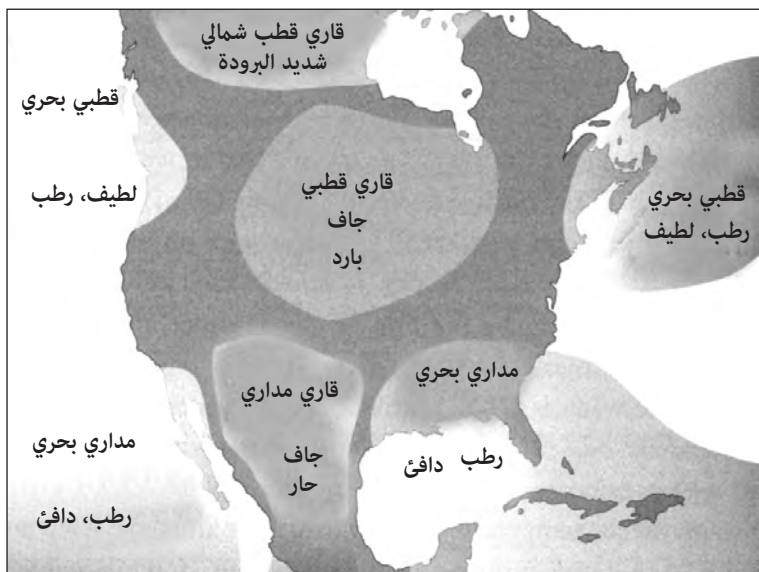 قاري قطب شمالي
شديد البرودة
قطبي بحري
لطيف، رطب
قاري قطبي
جاف
بارد
قطبي بحري
رطب، لطيف
مداري بحري
رطب
دافئ
قاري مداري
جاف
حار
مداري بحري
رطب، دافئ